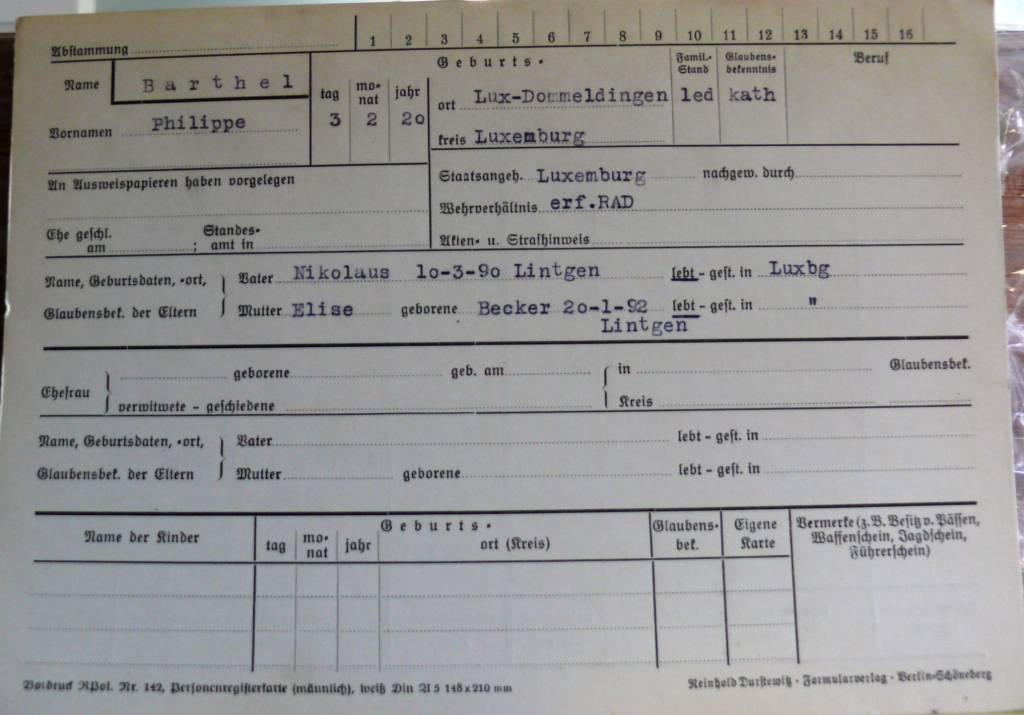 Abstammung 1 2 3 4 5 6 7 8 9 10 11 12 13 14 15 16
Name Barthel
Vornamen Philippe
Geburts-
tag monat jahr
3 2 20
ort Lux-Dommeldingen
kreis Luxemburg
Famil.-Stand
led
Glaubens-bekenntnis
kath
Beruf
An Ausweispapieren haben vorgelegen
Ehe geschl. am ; Standes-amt in
Staatsangeh. Luxemburg nachgew. durch
Wehrverhältnis erf.RAD
Akten- u. Strafhinweis
Name, Geburtsdaten, -ort, Vater Nikolaus 10-3-90 Lintgen lebt - gest. in Luxbg
Glaubensbek. der Eltern Mutter Elise geborene Becker 20-1-92 lebt - gest. in "
Lintgen
Ehefrau geborene geb. am in Glaubensbek.
verwitwete - geschiedene Kreis
Name, Geburtsdaten, -ort, Vater lebt - gest. in
Glaubensbek. der Eltern Mutter geborene lebt - gest. in
Name der Kinder
Geburts-
tag mo-nat jahr ort (Kreis)
Glaubens-bek.
Eigene Karte
Vermerke (z.B. Besitz v. Pässen,
Waffenschein, Jagdschein,
Führerschein)
Vordruck RPol. Nr. 142, Personenregisterkarte (männlich), weiß Din A 5 148 x 210 mm
Reinhold Durstewitz · Formularverlag · Berlin-Schöneberg